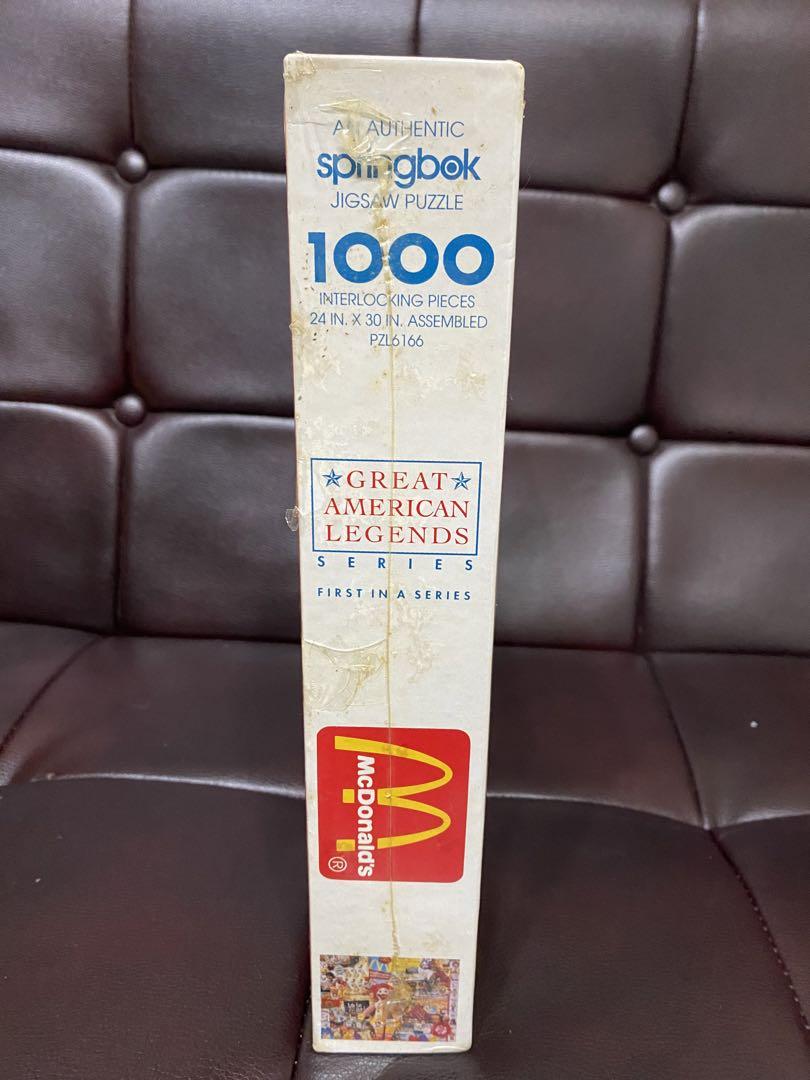 AN AUTHENTIC
springbok
JIGSAW PUZZLE
1000
INTERLOCKING PIECES
24 IN. X 30 IN. ASSEMBLED
PZL6166
GREAT
AMERICAN
LEGENDS
SERIES
FIRST IN A SERIES
McDonald's
®